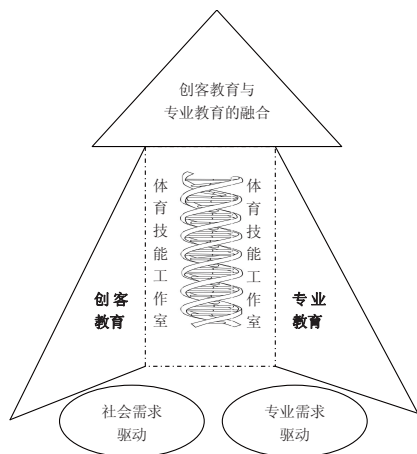 创客教育与
专业教育的融合
体育技能工作室
体育技能工作室
创客
教育
专业
教育
社会需求
驱动
专业需求
驱动